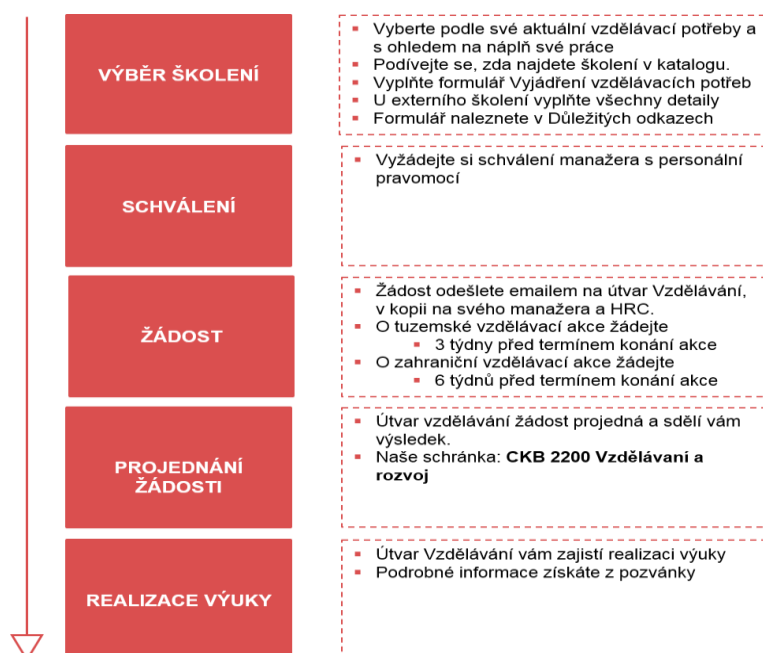 VÝBĚR ŠKOLENÍ
Vyberte podle své aktuální vzdělávací potřeby a
s ohledem na náplň své práce
Podívejte se, zda najdete školení v katalogu.
Vyplňte formulář Vyjádření vzdělávacích potřeb
U externího školení vyplňte všechny detaily
Formulář naleznete v Důležitých odkazech
SCHVÁLENÍ
Vyžádejte si schválení manažera s personální
pravomocí
ŽÁDOST
Žádost odešlete emailem na útvar Vzdělávání,
v kopii na svého manažera a HRC.
O tuzemské vzdělávací akce žádejte
3 týdny před termínem konání akce
O zahraniční vzdělávací akce žádejte
6 týdnů před termínem konání akce
PROJEDNÁNÍ
ŽÁDOSTI
Útvar vzdělávání žádost projedná a sdělí vám
výsledek.
Naše schránka: CKB 2200 Vzdělávaní a
rozvoj
REALIZACE VÝUKY
Útvar Vzdělávání vám zajistí realizaci výuky
Podrobné informace získáte z pozvánky